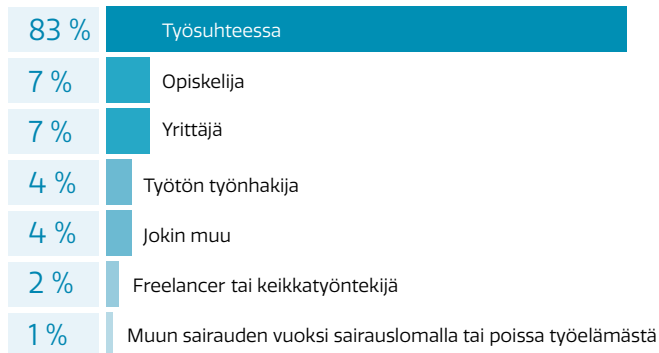 83 % Työsuhteessa
7 % Opiskelija
7 % Yrittäjä
4 % Työtön työnhakija
4 % Jokin muu
2 % Freelancer tai keikkatyöntekijä
1 % Muun sairauden vuoksi sairauslomalla tai poissa työelämästä